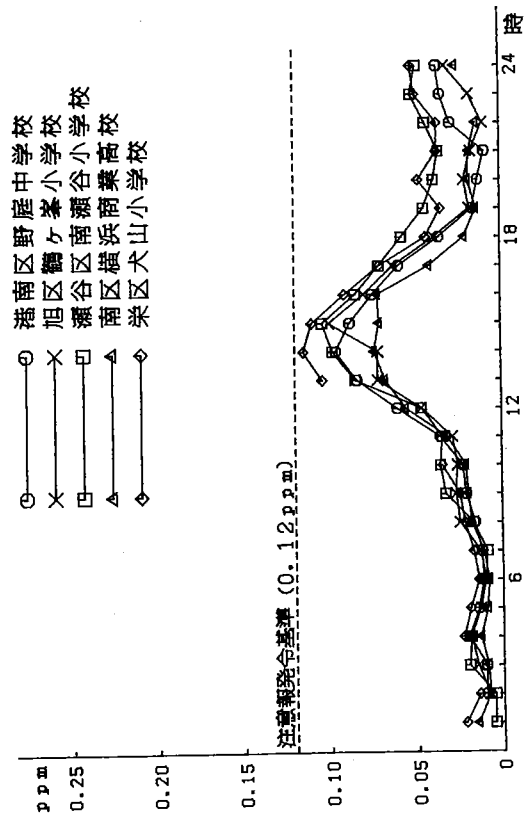 ppm
0.25
0.20
0.15
0.10
0.05
0
6
12
18
24
時
注意報発令基準 (0.12ppm)
港南区野庭中学校
旭区鶴ヶ峯小学校
瀬谷区南瀬谷小学校
南区横浜商業高校
栄区犬山小学校